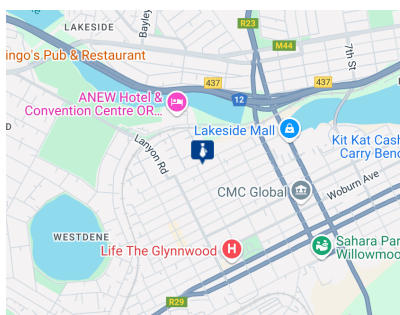 LAKESIDE
Bayley
R23
M44
7th St
ingo's Pub & Restaurant
437
437
ANEW Hotel &
Convention Centre OR...
12
Lakeside Mall
Kit Kat Cash
Carry Beno
D
Lanyon Rd
CMC Global
Woburn Ave
WESTDENE
Life The Glynnwood
H
Sahara Par
Willowmoo
R29